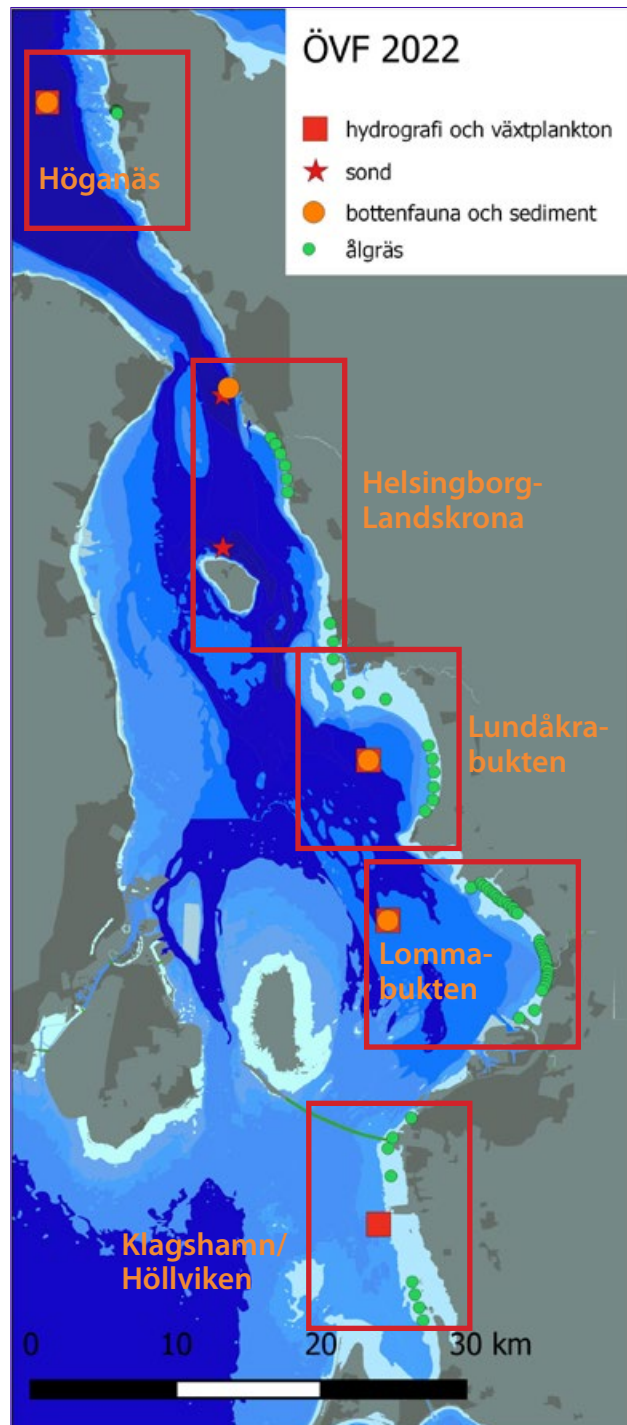 ÖVF 2022
hydrografi och växtplankton
sond
bottenfauna och sediment
ålgräs
Höganäs
Helsingborg-
Landskrona
Lundåkra-
bukten
Lomma-
bukten
Klagshamn/
Höllviken
0 10 20 30 km